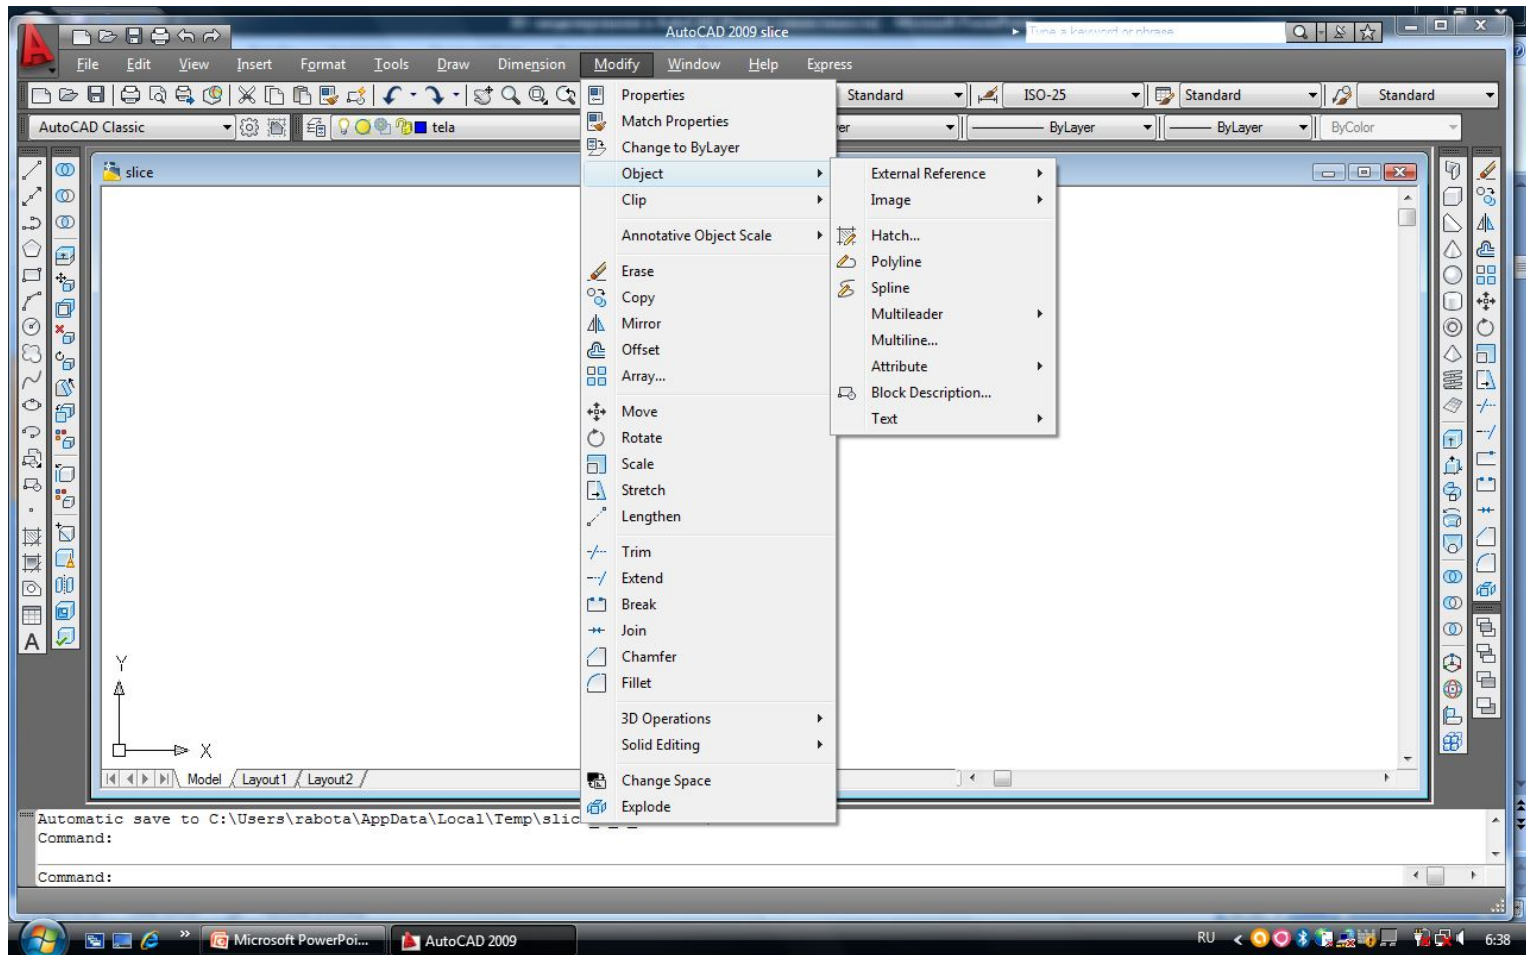 AutoCAD 2009 slice
Type a keyword or phrase
File Edit View Insert Format Tools Draw Dimension Modify Window Help Express
Standard ISO-25 Standard Standard
AutoCAD Classic tela ByLayer ByLayer ByColor
slice
Properties
Match Properties
Change to ByLayer
Object
Clip
Annotative Object Scale
Erase
Copy
Mirror
Offset
Array...
Move
Rotate
Scale
Stretch
Lengthen
Trim
Extend
Break
Join
Chamfer
Fillet
3D Operations
Solid Editing
Change Space
Explode
External Reference
Image
Hatch...
Polyline
Spline
Multileader
Multiline...
Attribute
Block Description...
Text
A
Y
X
Model Layout1 Layout2
Automatic save to C:\Users\rabota\AppData\Local\Temp\slic
Command:
Command:
Microsoft PowerPoi... AutoCAD 2009 RU 6:38